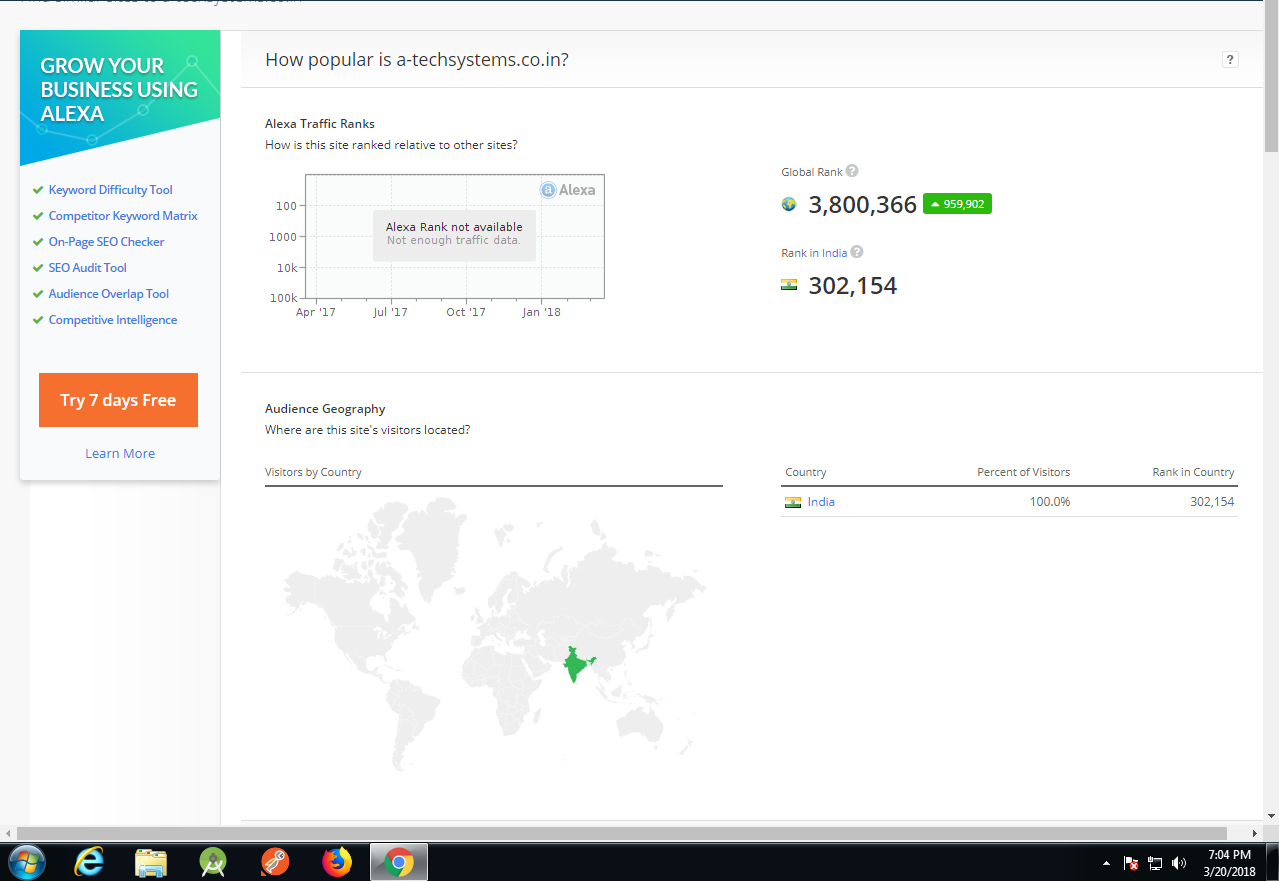 GROW YOUR
BUSINESS USING
ALEXA
Keyword Difficulty Tool
Competitor Keyword Matrix
On-Page SEO Checker
SEO Audit Tool
Audience Overlap Tool
Competitive Intelligence
Try 7 days Free
Learn More
How popular is a-techsystems.co.in?
?
Alexa Traffic Ranks
How is this site ranked relative to other sites?
a Alexa
100
1000
10k
100k
Alexa Rank not available
Not enough traffic data.
Apr '17 Jul '17 Oct '17 Jan '18
Global Rank ?
3,800,366 959,902
Rank in India ?
302,154
Audience Geography
Where are this site's visitors located?
Visitors by Country
Country Percent of Visitors Rank in Country
India 100.0% 302,154
7:04 PM
3/20/2018